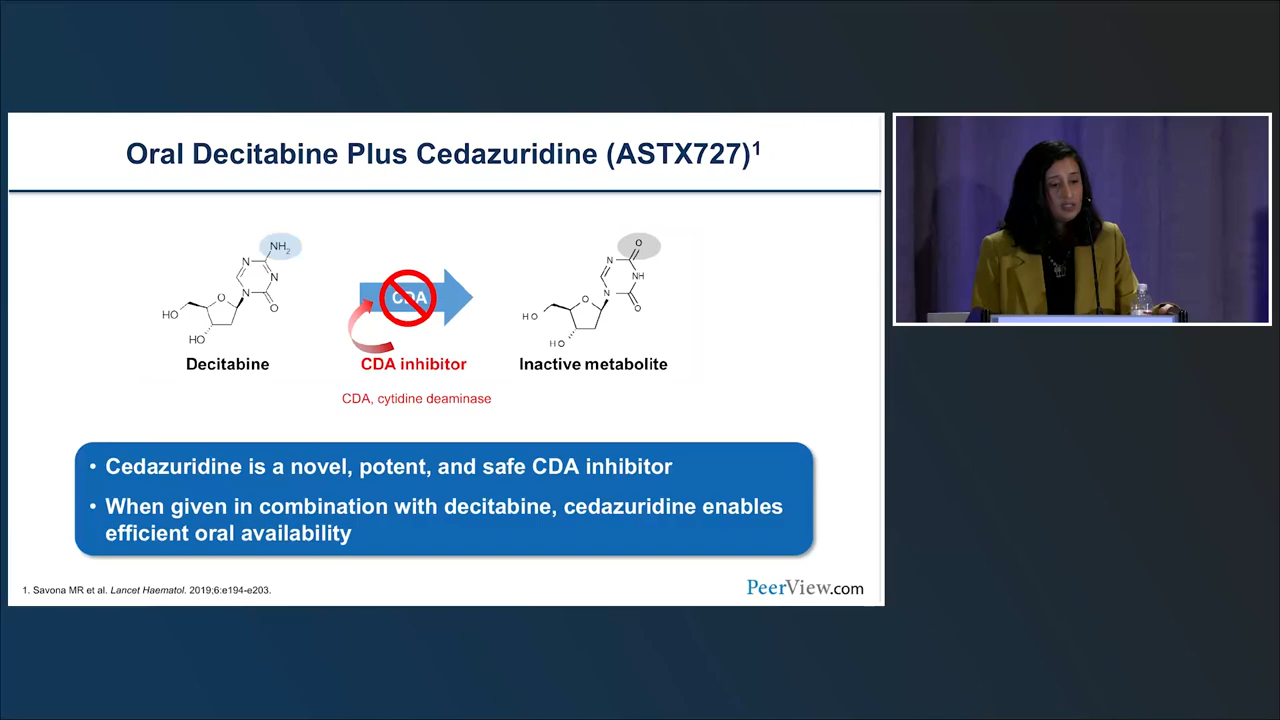 Oral Decitabine Plus Cedazuridine (ASTX727)¹
NH₂
N
N
N
O
O
HO
HO
Decitabine
CDA
CDA inhibitor
CDA, cytidine deaminase
O
N
NH
N
O
O
HO
HO
Inactive metabolite
• Cedazuridine is a novel, potent, and safe CDA inhibitor
• When given in combination with decitabine, cedazuridine enables
efficient oral availability
1. Savona MR et al. Lancet Haematol. 2019;6:e194-e203.
PeerView.com